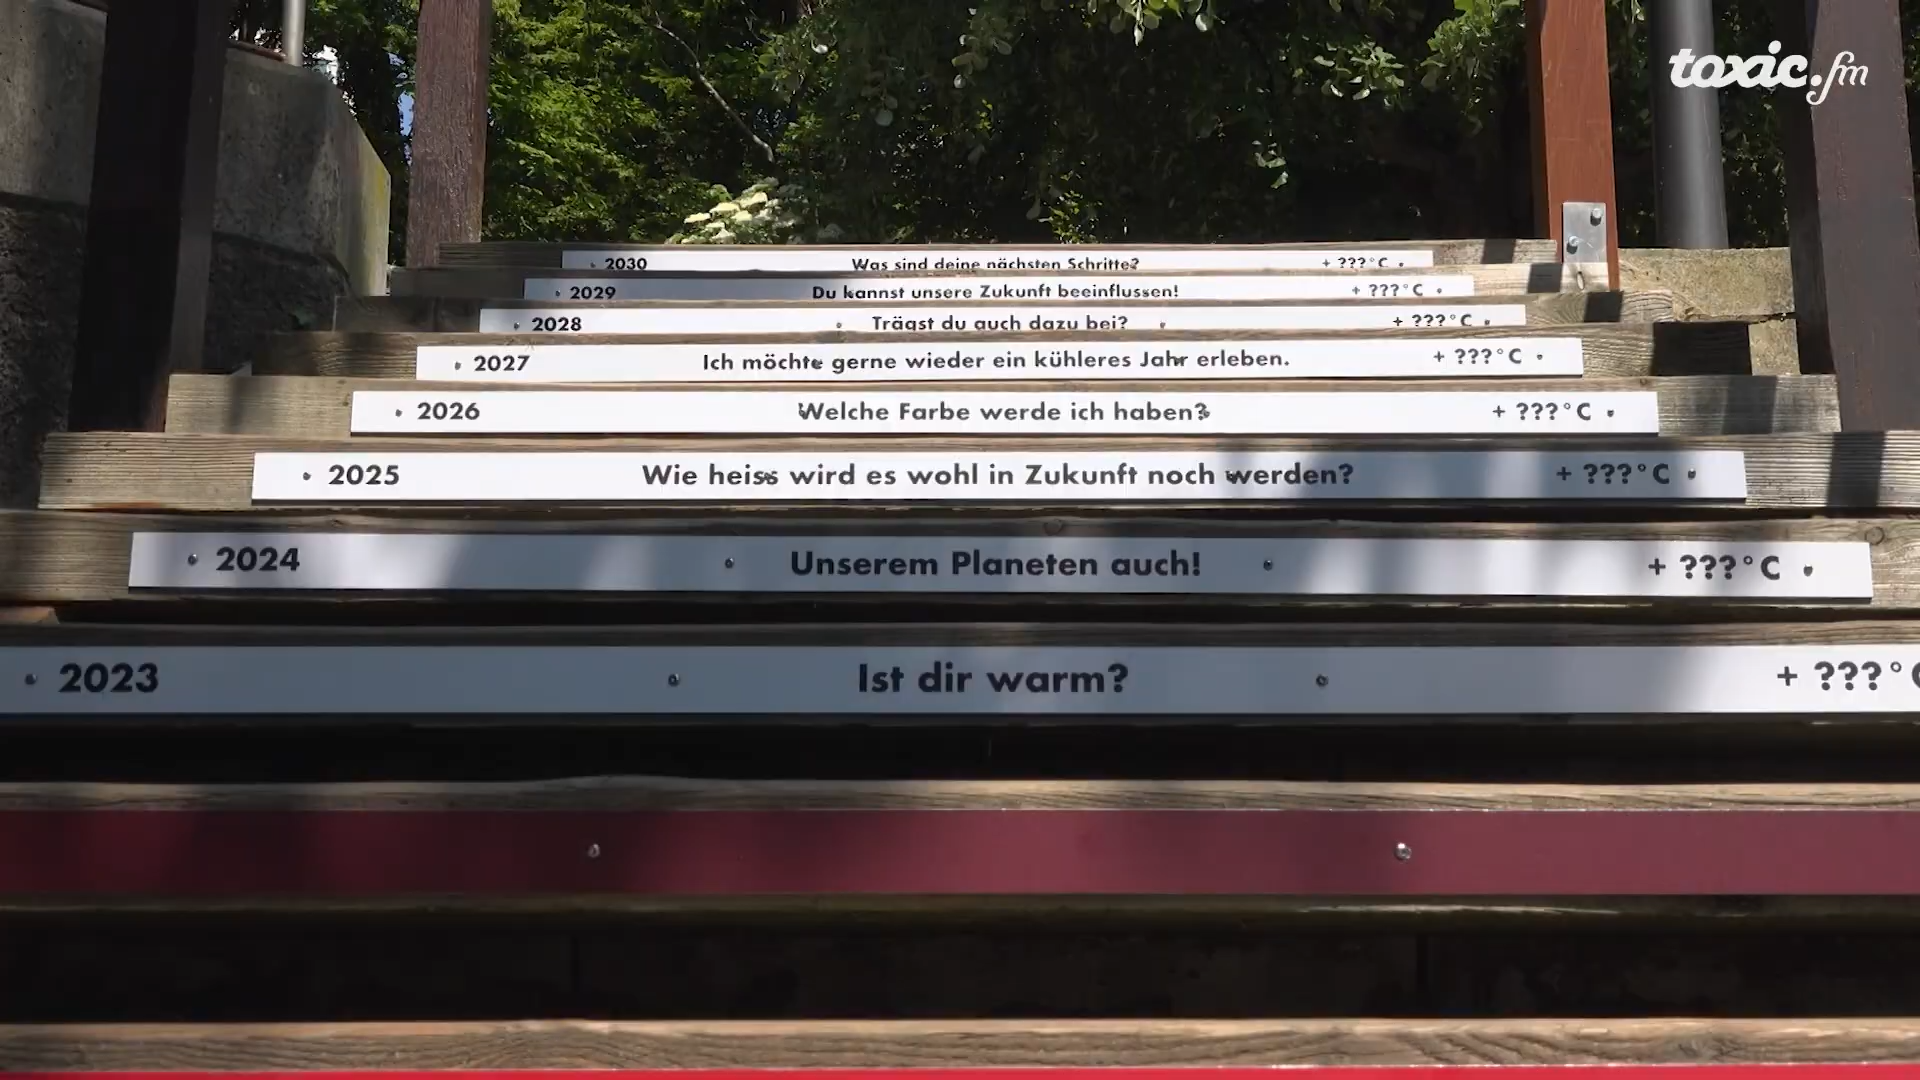 toxic.fm
2030 Was sind deine nächsten Schritte? + ???°C
2029 Du kannst unsere Zukunft beeinflussen! + ???°C
2028 Trägst du auch dazu bei? + ???°C
2027 Ich möchte gerne wieder ein kühleres Jahr erleben. + ???°C
2026 Welche Farbe werde ich haben? + ???°C
2025 Wie heiss wird es wohl in Zukunft noch werden? + ???°C
2024 Unserem Planeten auch! + ???°C
2023 Ist dir warm? + ???°C